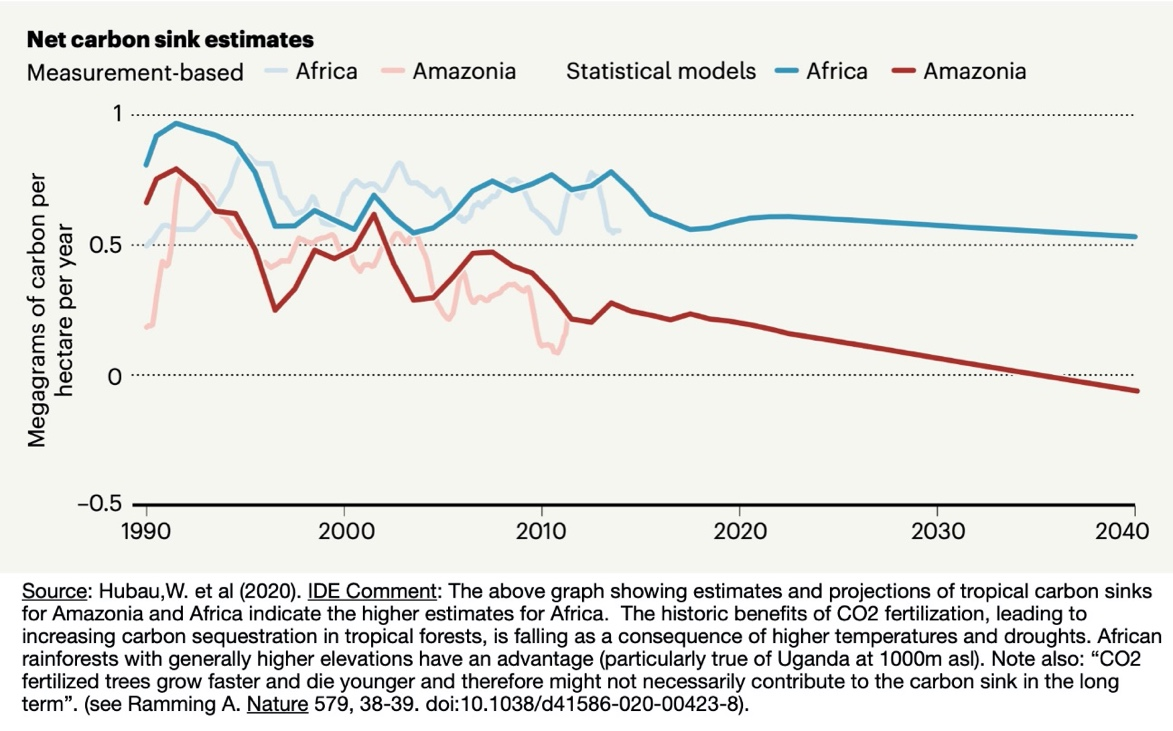 Net carbon sink estimates
Measurement-based Africa Amazonia Statistical models Africa Amazonia
Megagrams of carbon per
hectare per year
1
0.5
0
−0.5
1990 2000 2010 2020 2030 2040
Source: Hubau,W. et al (2020). IDE Comment: The above graph showing estimates and projections of tropical carbon sinks
for Amazonia and Africa indicate the higher estimates for Africa. The historic benefits of CO2 fertilization, leading to
increasing carbon sequestration in tropical forests, is falling as a consequence of higher temperatures and droughts. African
rainforests with generally higher elevations have an advantage (particularly true of Uganda at 1000m asl). Note also: “CO2
fertilized trees grow faster and die younger and therefore might not necessarily contribute to the carbon sink in the long
term”. (see Ramming A. Nature 579, 38-39. doi:10.1038/d41586-020-00423-8).